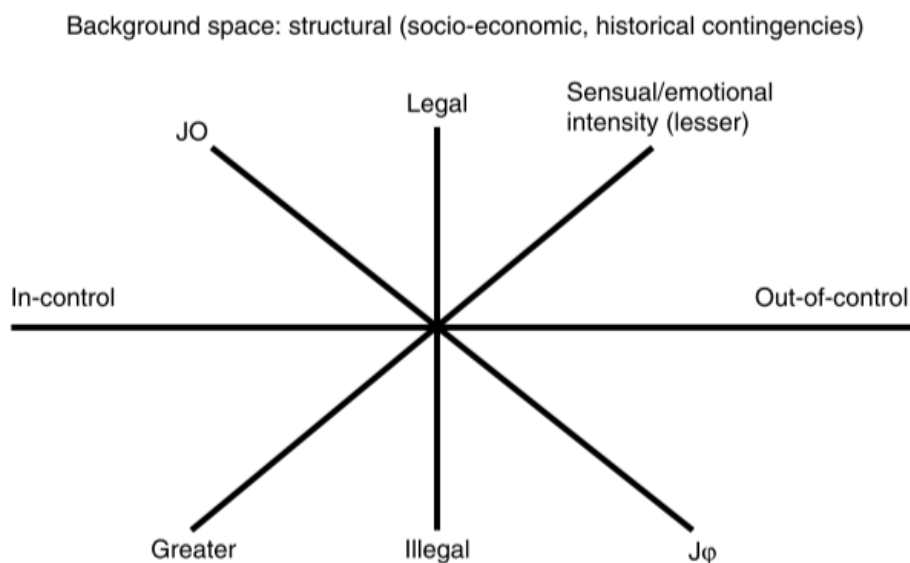 Background space: structural (socio-economic, historical contingencies)
Sensual/emotional
intensity (lesser)
Legal
JO
In-control
Out-of-control
Greater
Illegal
Jφ